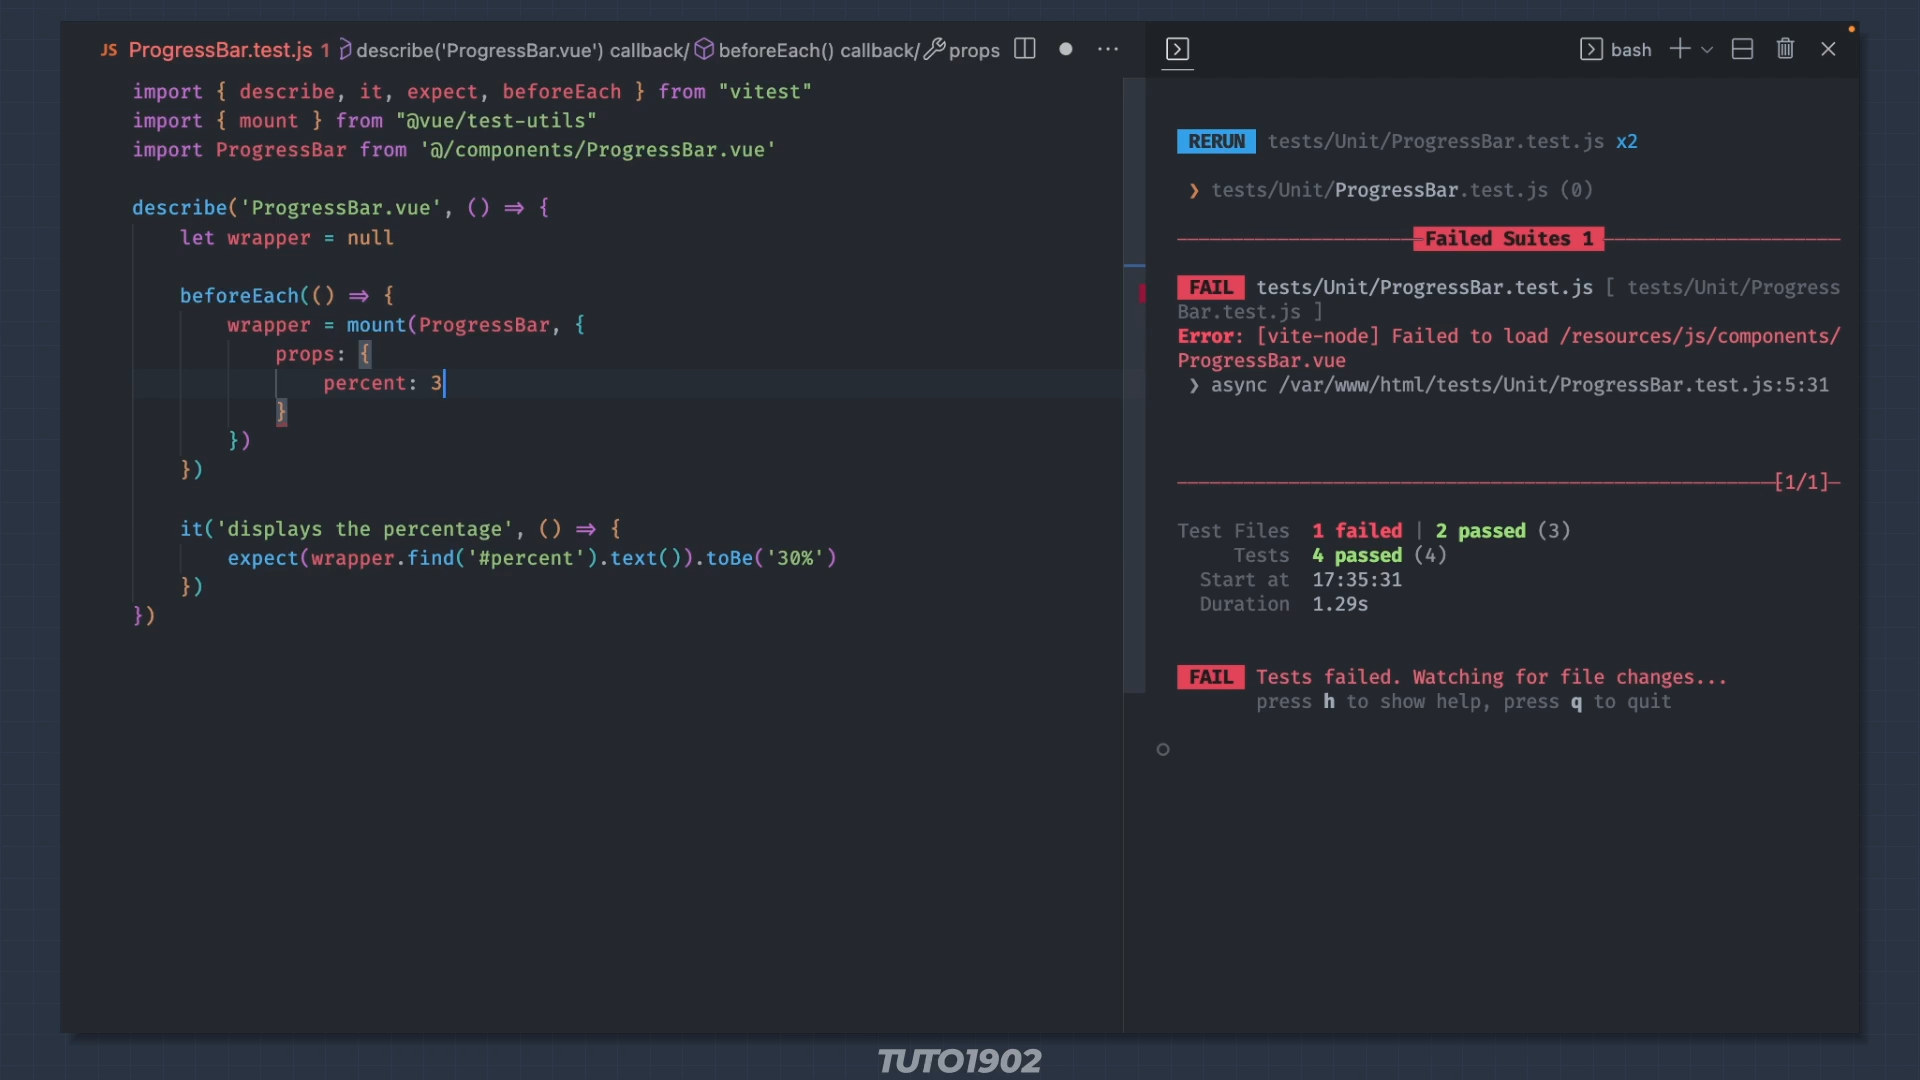 JS ProgressBar.test.js 1 describe('ProgressBar.vue') callback/ beforeEach() callback/ props
import { describe, it, expect, beforeEach } from "vitest"
import { mount } from "@vue/test-utils"
import ProgressBar from '@/components/ProgressBar.vue'
describe('ProgressBar.vue', () ⇒ {
let wrapper = null
beforeEach(() ⇒ {
wrapper = mount(ProgressBar, {
props: {
percent: 3
}
})
})
it('displays the percentage', () ⇒ {
expect(wrapper.find('#percent').text()).toBe('30%')
})
})
bash
RERUN tests/Unit/ProgressBar.test.js x2
❯ tests/Unit/ProgressBar.test.js (0)
Failed Suites 1
FAIL tests/Unit/ProgressBar.test.js [ tests/Unit/Progress
Bar.test.js ]
Error: [vite-node] Failed to load /resources/js/components/
ProgressBar.vue
❯ async /var/www/html/tests/Unit/ProgressBar.test.js:5:31
[1/1]
Test Files 1 failed | 2 passed (3)
Tests 4 passed (4)
Start at 17:35:31
Duration 1.29s
FAIL Tests failed. Watching for file changes...
press h to show help, press q to quit
TUTO1902